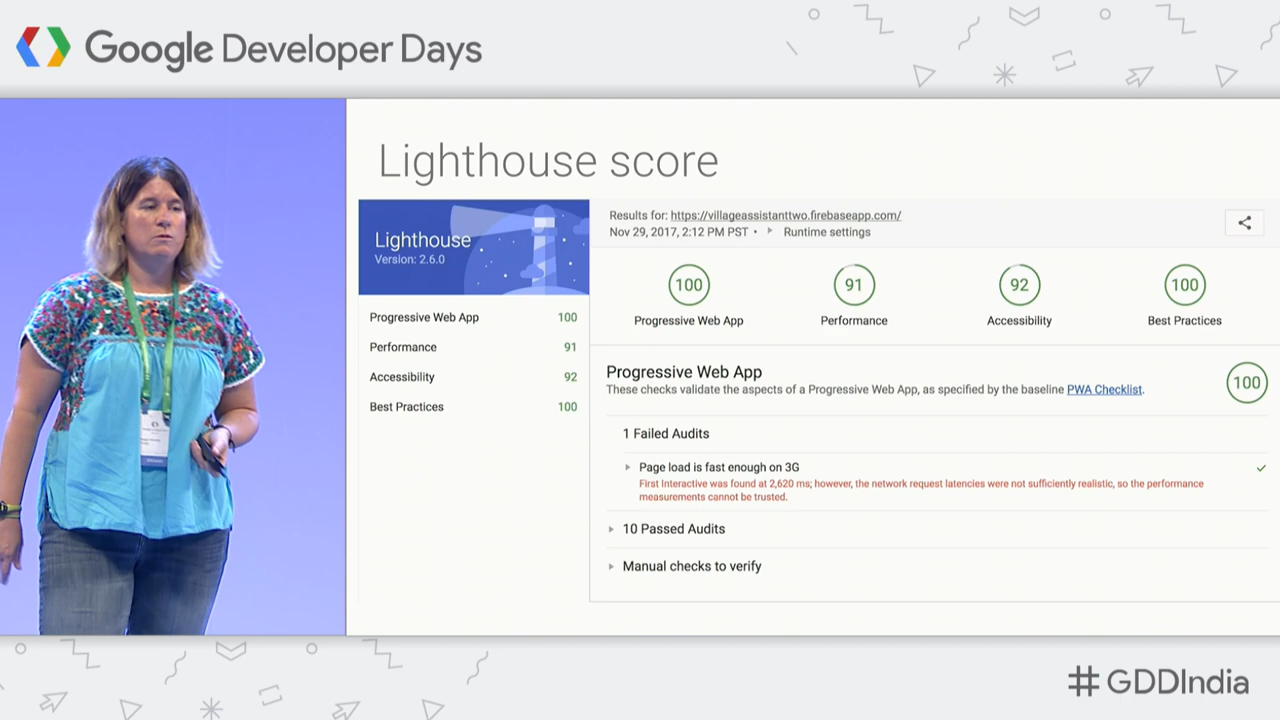 Google Developer Days
Lighthouse score
Lighthouse
Version: 2.6.0
Progressive Web App 100
Performance 91
Accessibility 92
Best Practices 100
Results for: https://villageassistanttwo.firebaseapp.com/
Nov 29, 2017, 2:12 PM PST • Runtime settings
100 91 92 100
Progressive Web App Performance Accessibility Best Practices
Progressive Web App
These checks validate the aspects of a Progressive Web App, as specified by the baseline PWA Checklist.
100
1 Failed Audits
Page load is fast enough on 3G
First Interactive was found at 2,620 ms; however, the network request latencies were not sufficiently realistic, so the performance
measurements cannot be trusted.
10 Passed Audits
Manual checks to verify
#GDDIndia